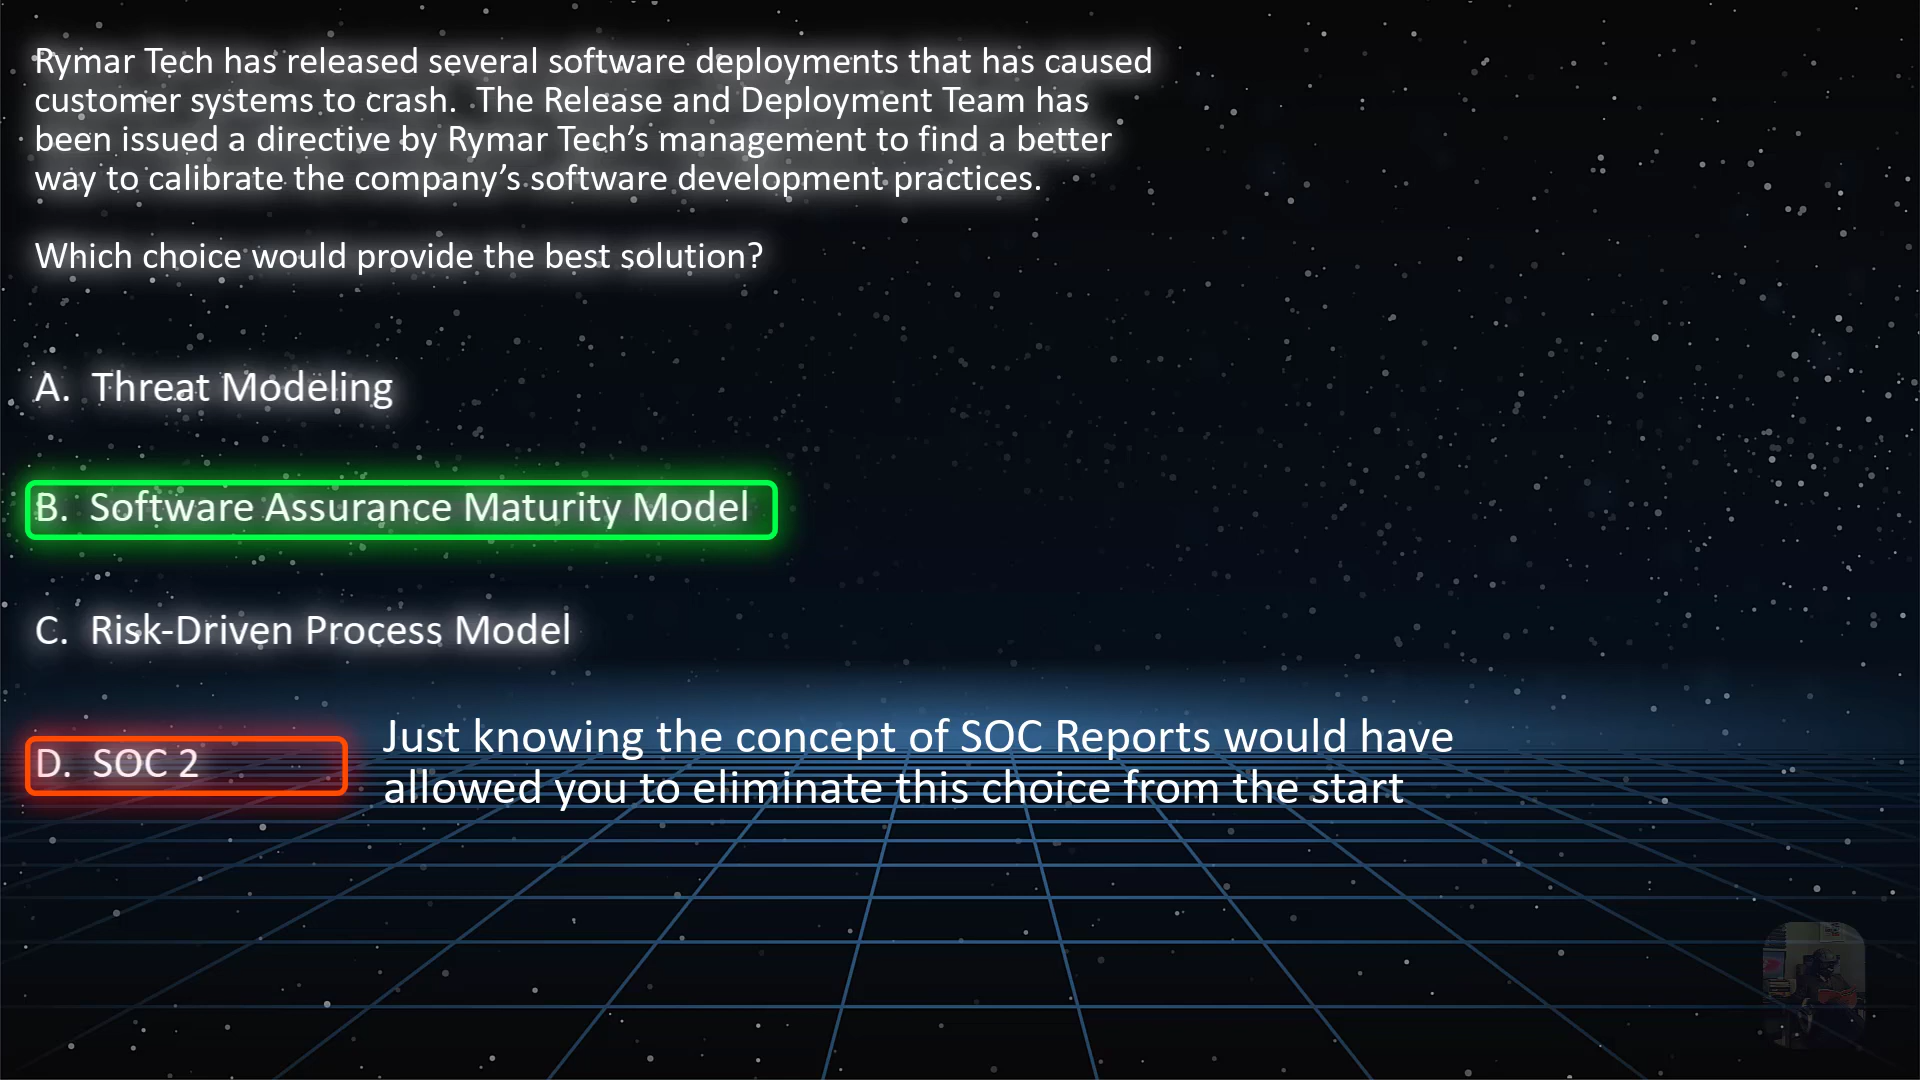 Rymar Tech has released several software deployments that has caused
customer systems to crash.  The Release and Deployment Team has
been issued a directive by Rymar Tech’s management to find a better
way to calibrate the company’s software development practices.
Which choice would provide the best solution?
A.  Threat Modeling
B.  Software Assurance Maturity Model
C.  Risk-Driven Process Model
D.  SOC 2
Just knowing the concept of SOC Reports would have
allowed you to eliminate this choice from the start